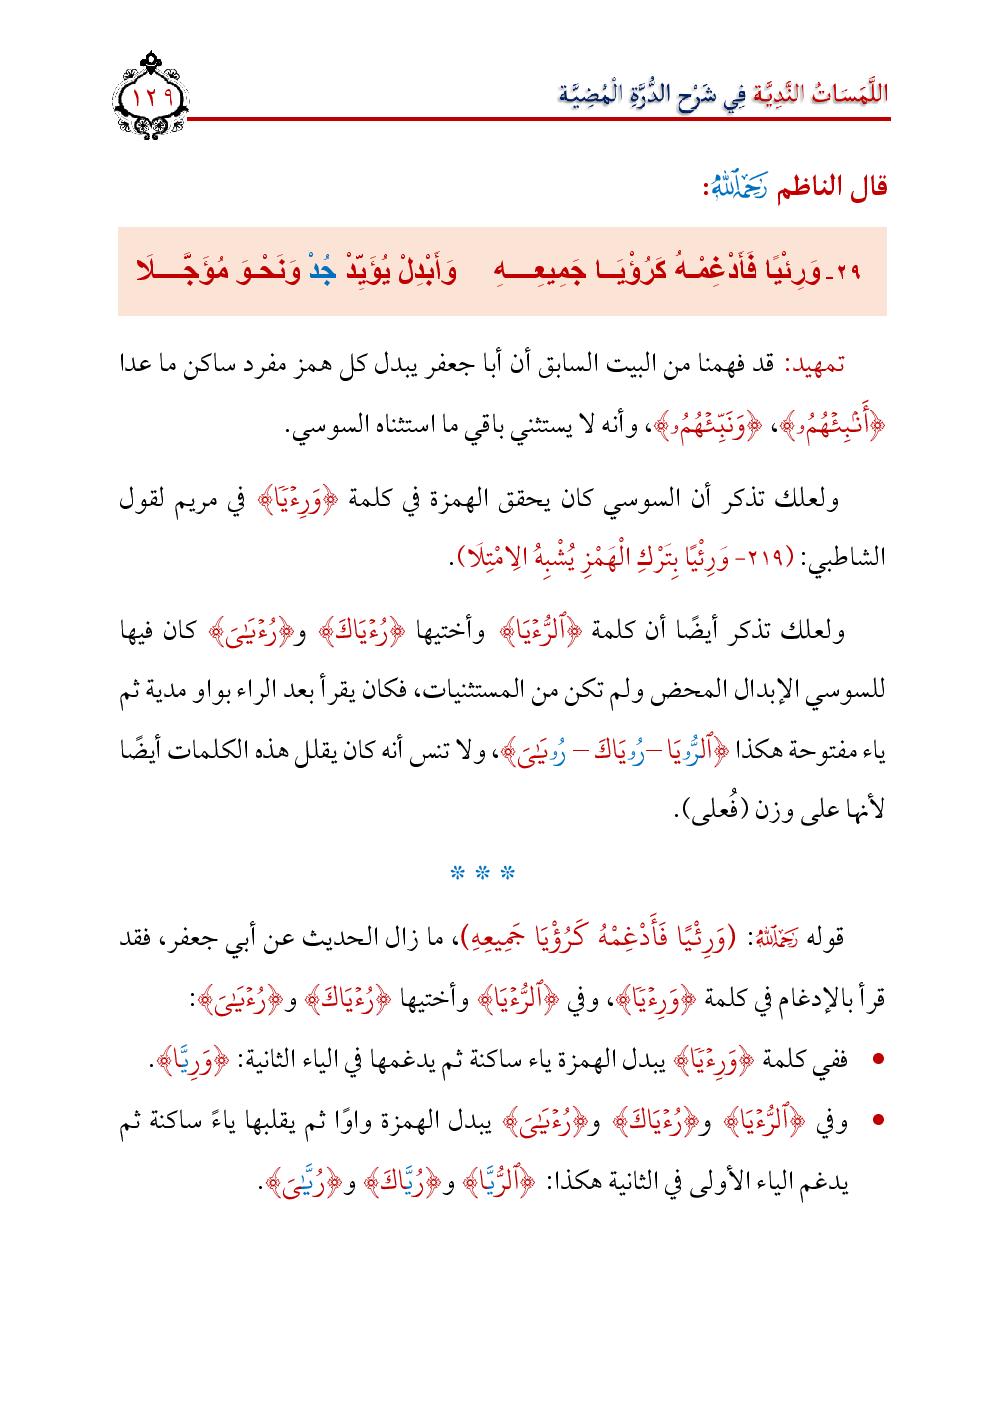 اللَّمَسَاتُ النَّدِيَّة فِي شَرْحِ الدُّرَّةِ الْمُضِيَّة
١٢٩
قال الناظم رَحِمَهُ ٱللَّهُ:
٢٩- وَرِئْيًا فَأَدْغِمْهُ كَرُؤْيَا جَمِيعِهِ وَأَبْدِلْ يُؤَيِّدْ جُدْ وَنَحْوَ مُؤَجَّلَا
تمهيد: قد فهمنا من البيت السابق أن أبا جعفر يبدل كل همز مفرد ساكن ما عدا
﴿أَنۢبِئۡهُمُۥ﴾، ﴿وَنَبِّئۡهُمُۥ﴾، وأنه لا يستثني باقي ما استثناه السوسي.
ولعلك تذكر أن السوسي كان يحقق الهمزة في كلمة ﴿وَرِءۡيٗا﴾ في مريم لقول
الشاطبي: (٢١٩- وَرِئْيًا بِتَرْكِ الْهَمْزِ يُشْبِهُ الِامْتِلَا).
ولعلك تذكر أيضًا أن كلمة ﴿ٱلرُّءۡيَا﴾ وأختيها ﴿رُءۡيَاكَ﴾ و﴿رُءۡيَٰيَ﴾ كان فيها
للسوسي الإبدال المحض ولم تكن من المستثنيات، فكان يقرأ بعد الراء بواو مدية ثم
ياء مفتوحة هكذا ﴿ٱلرُّويَا – رُويَاكَ – رُويَٰيَ﴾، ولا تنس أنه كان يقلل هذه الكلمات أيضًا
لأنها على وزن (فُعلى).
* * *
قوله رَحِمَهُ ٱللَّهُ: (وَرِئْيًا فَأَدْغِمْهُ كَرُؤْيَا جَمِيعِهِ)، ما زال الحديث عن أبي جعفر، فقد
قرأ بالإدغام في كلمة ﴿وَرِءۡيٗا﴾، وفي ﴿ٱلرُّءۡيَا﴾ وأختيها ﴿رُءۡيَاكَ﴾ و﴿رُءۡيَٰيَ﴾:
● ففي كلمة ﴿وَرِءۡيٗا﴾ يبدل الهمزة ياء ساكنة ثم يدغمها في الياء الثانية: ﴿وَرِيّٗا﴾.
● وفي ﴿ٱلرُّءۡيَا﴾ و﴿رُءۡيَاكَ﴾ و﴿رُءۡيَٰيَ﴾ يبدل الهمزة واوًا ثم يقلبها ياءً ساكنة ثم
يدغم الياء الأولى في الثانية هكذا: ﴿ٱلرُّيَّا﴾ و﴿رُيَّاكَ﴾ و﴿رُيَّٰيَ﴾.